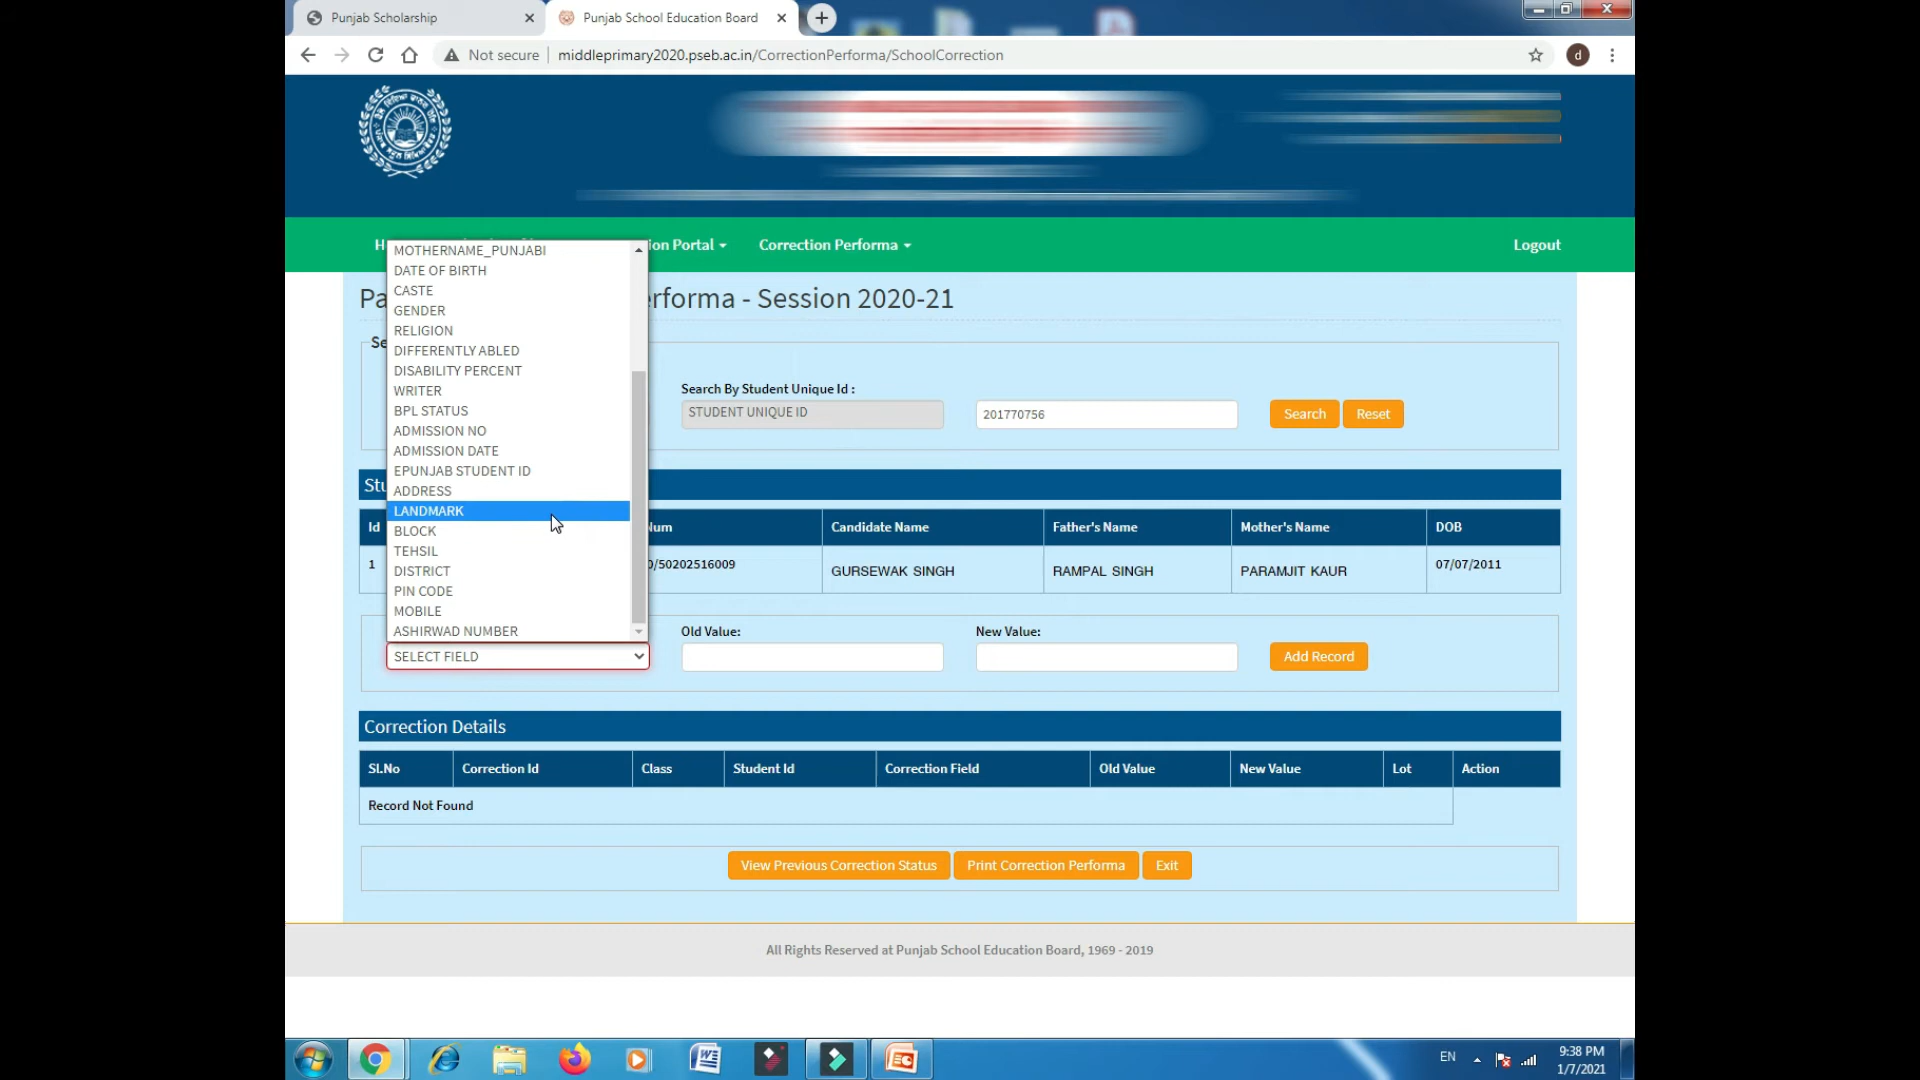 Punjab Scholarship
Punjab School Education Board
Not secure
middleprimary2020.pseb.ac.in/CorrectionPerforma/SchoolCorrection
d
H
ion Portal
Correction Performa
Logout
MOTHERNAME_PUNJABI
DATE OF BIRTH
CASTE
GENDER
RELIGION
DIFFERENTLY ABLED
DISABILITY PERCENT
WRITER
BPL STATUS
ADMISSION NO
ADMISSION DATE
EPUNJAB STUDENT ID
ADDRESS
LANDMARK
BLOCK
TEHSIL
DISTRICT
PIN CODE
MOBILE
ASHIRWAD NUMBER
SELECT FIELD
Pa
erforma - Session 2020-21
Se
Search By Student Unique Id :
STUDENT UNIQUE ID
201770756
Search
Reset
Stu
Id
Num
Candidate Name
Father's Name
Mother's Name
DOB
1
0/50202516009
GURSEWAK SINGH
RAMPAL SINGH
PARAMJIT KAUR
07/07/2011
Old Value:
New Value:
Add Record
Correction Details
Sl.No
Correction Id
Class
Student Id
Correction Field
Old Value
New Value
Lot
Action
Record Not Found
View Previous Correction Status
Print Correction Performa
Exit
All Rights Reserved at Punjab School Education Board, 1969 - 2019
EN
9:38 PM
1/7/2021